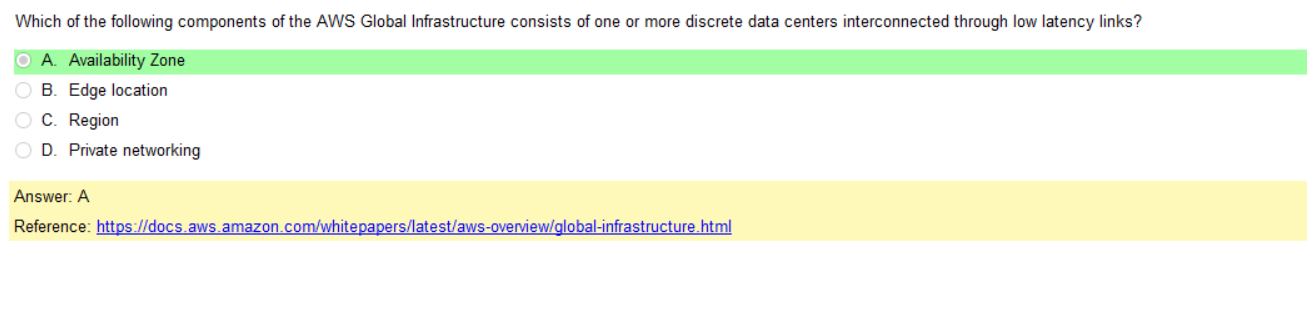 Which of the following components of the AWS Global Infrastructure consists of one or more discrete data centers interconnected through low latency links?
A. Availability Zone
B. Edge location
C. Region
D. Private networking
Answer: A
Reference: https://docs.aws.amazon.com/whitepapers/latest/aws-overview/global-infrastructure.html